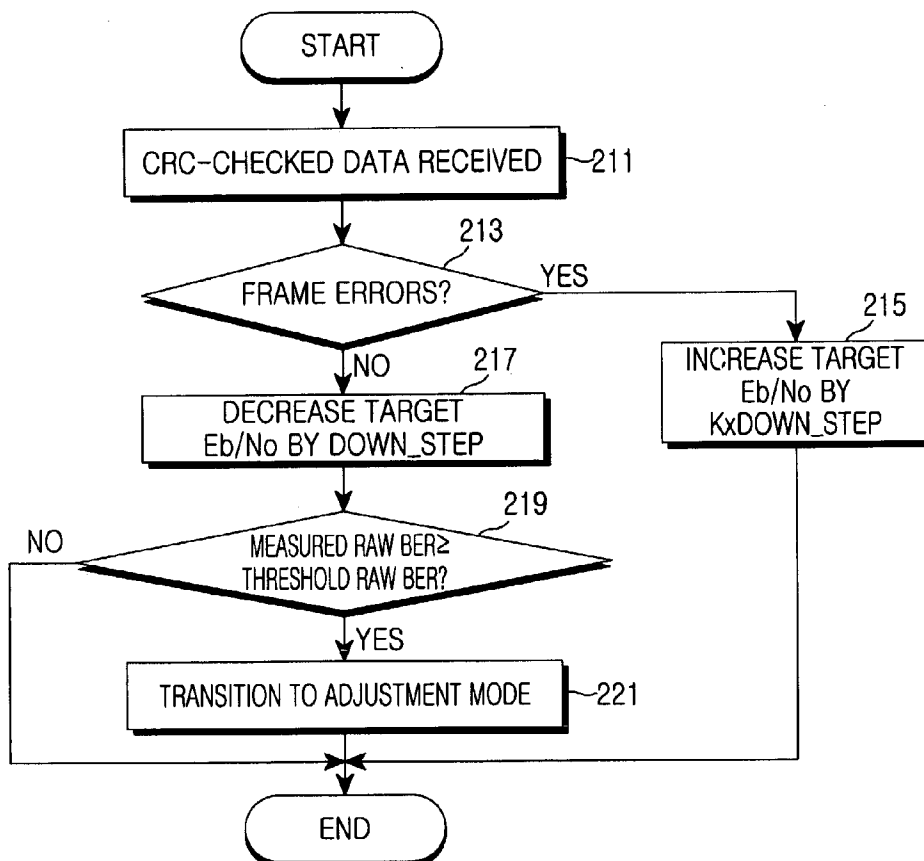 START
CRC-CHECKED DATA RECEIVED
211
213
FRAME ERRORS?
YES
215
INCREASE TARGET
Eb/No BY
KxDOWN_STEP
NO
217
DECREASE TARGET
Eb/No BY DOWN_STEP
219
NO
MEASURED RAW BER≥
THRESHOLD RAW BER?
YES
TRANSITION TO ADJUSTMENT MODE
221
END